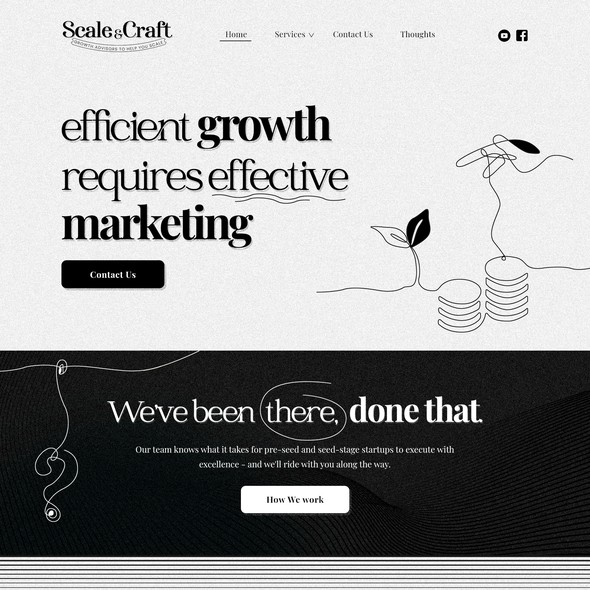 Scale & Craft
GROWTH ADVISORS TO HELP YOU SCALE
Home Services Contact Us Thoughts
efficient growth
requires effective
marketing
Contact Us
We've been there, done that.
Our team knows what it takes for pre-seed and seed-stage startups to execute with
excellence – and we'll ride with you along the way.
How We work